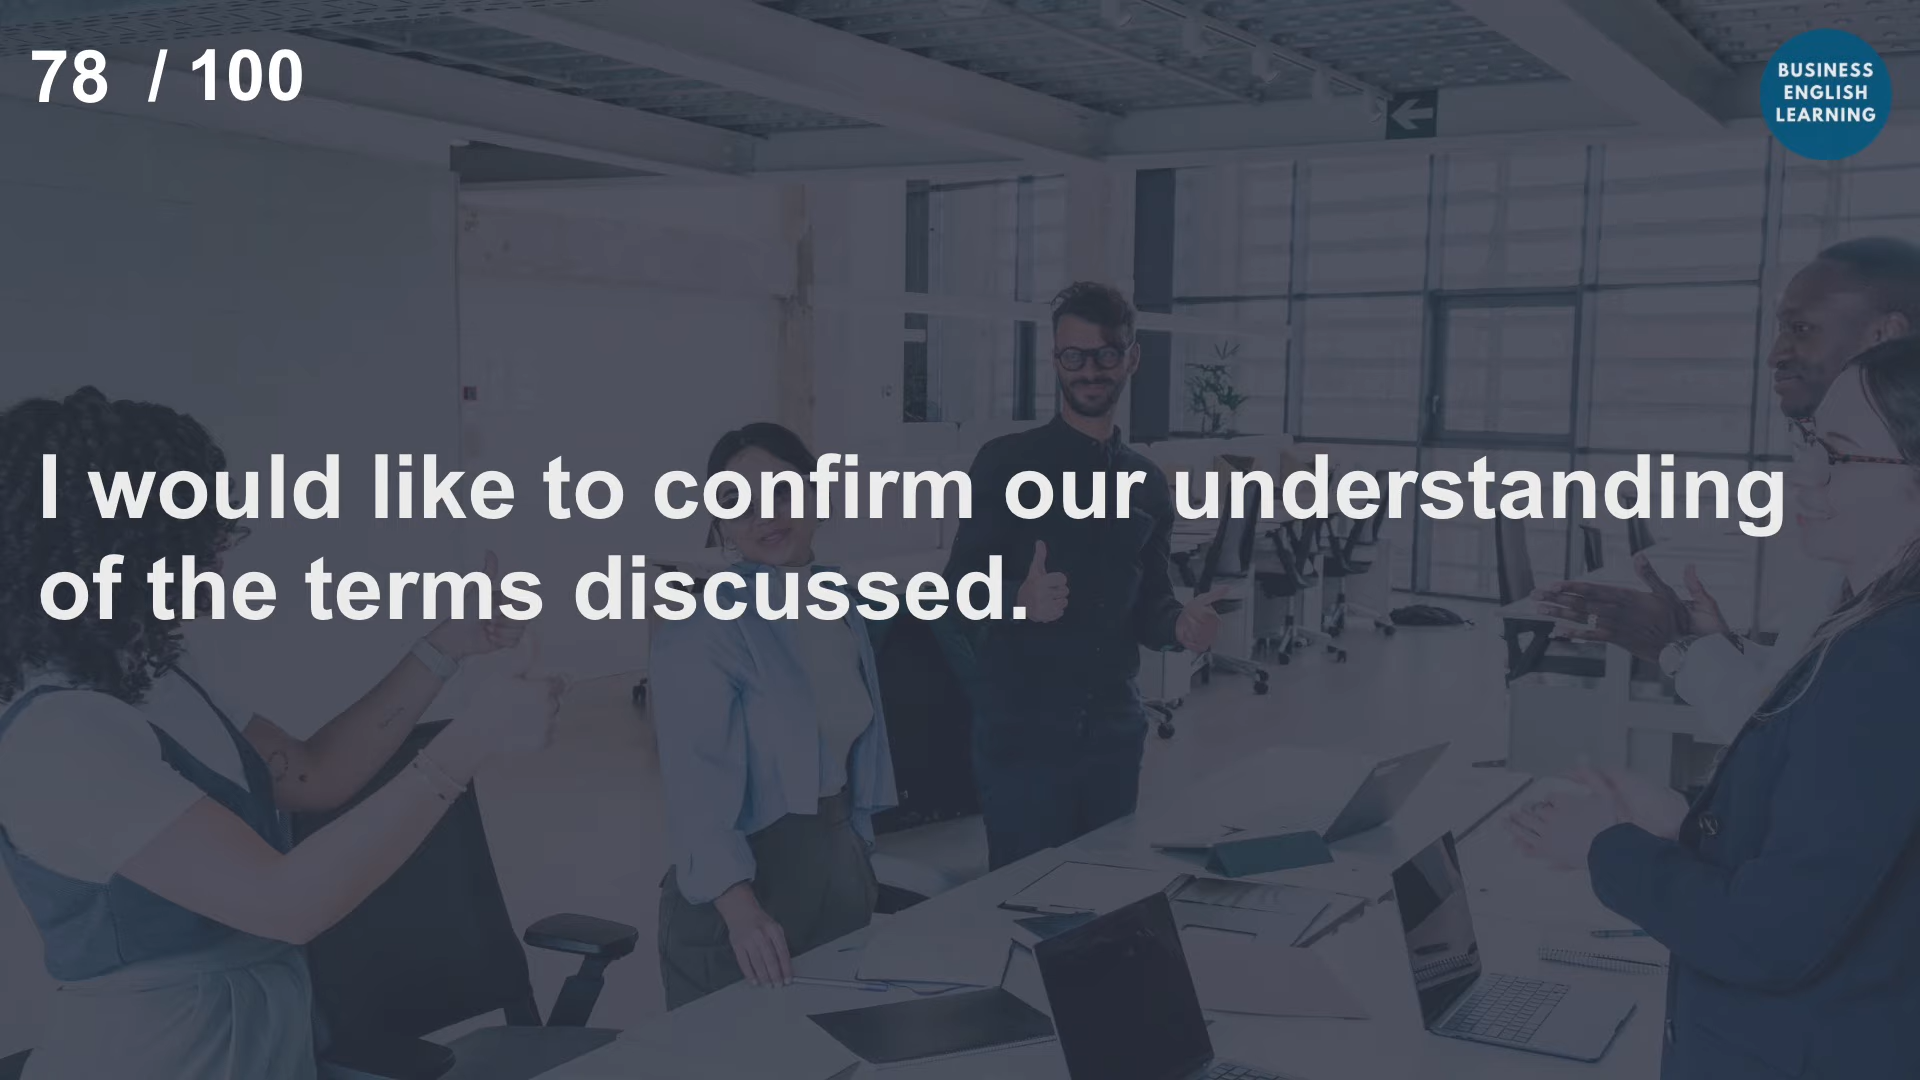 78 / 100
BUSINESS
ENGLISH
LEARNING
I would like to confirm our understanding
of the terms discussed.